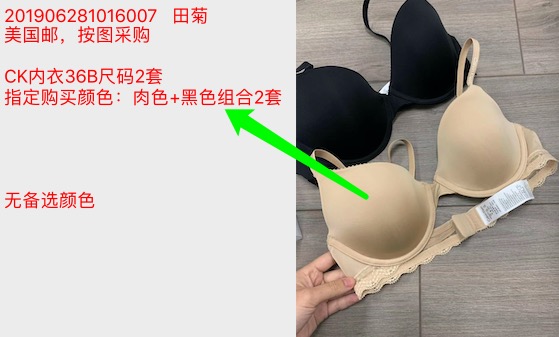 201906281016007 田菊
美国邮，按图采购
CK内衣36B尺码2套
指定购买颜色：肉色+黑色组合2套
无备选颜色